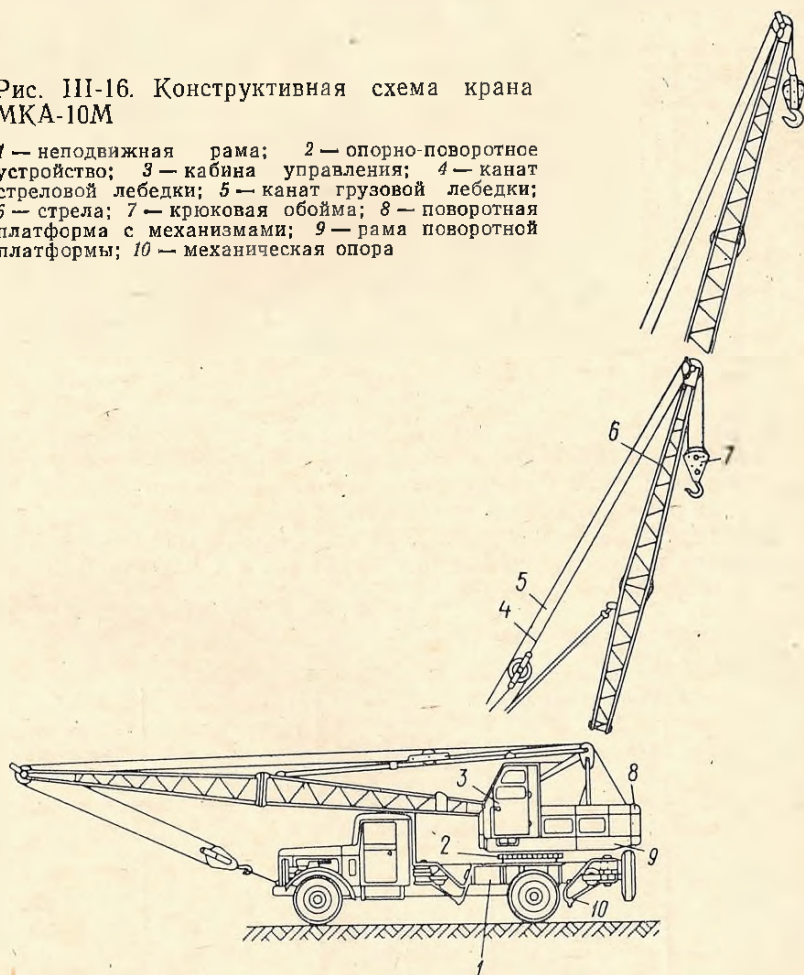 Рис. III-16. Конструктивная схема крана
МКА-10М
1 — неподвижная рама; 2 — опорно-поворотное
устройство; 3 — кабина управления; 4 — канат
стреловой лебедки; 5 — канат грузовой лебедки;
6 — стрела; 7 — крюковая обойма; 8 — поворотная
платформа с механизмами; 9 — рама поворотной
платформы; 10 — механическая опора
6
7
5
4
3
8
2
9
10
1